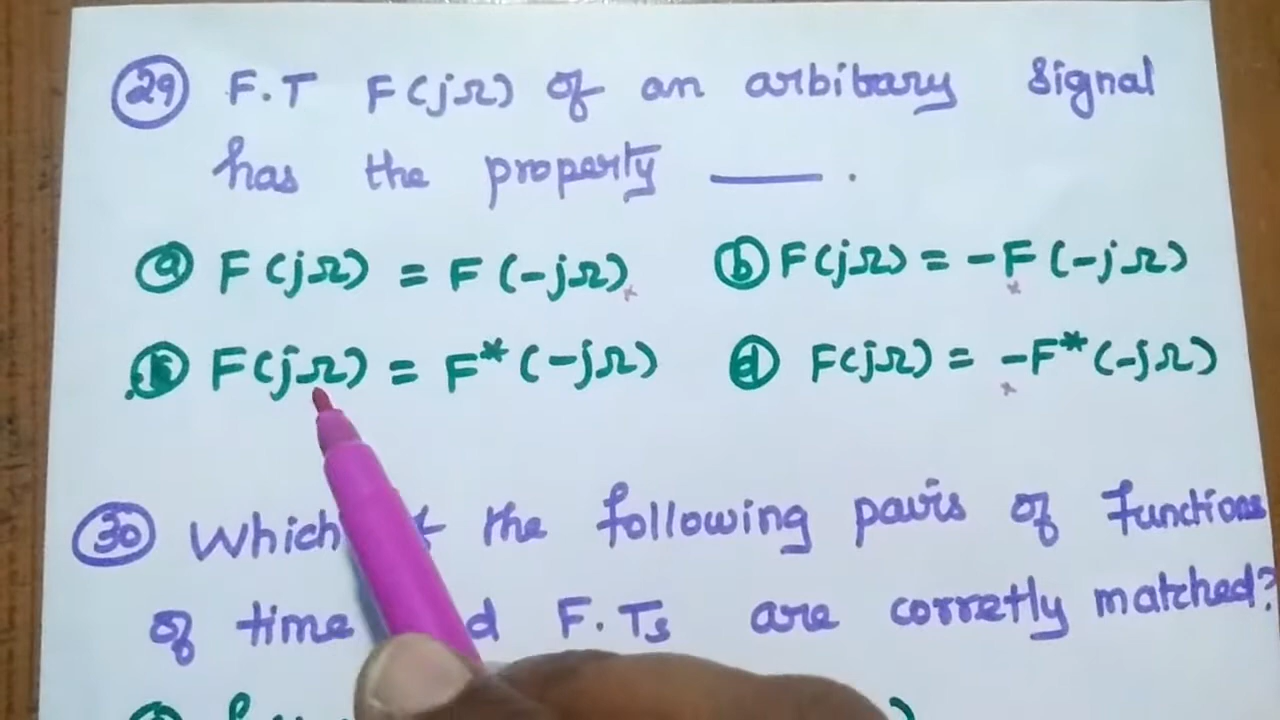 29 F.T F(jΩ) of an arbibary signal
has the property ____ .
a F(jΩ) = F(-jΩ) b F(jΩ) = -F(-jΩ)
F(jΩ) = F*(-jΩ) d F(jΩ) = -F*(-jΩ)
30 Which the following pairs of functions
of time F.Ts are correctly matched?